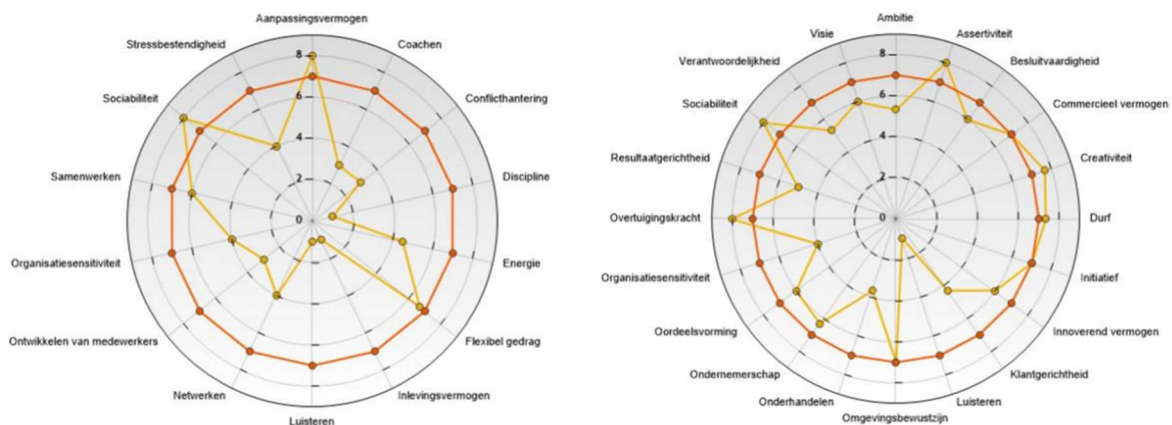 Aanpassingsvermogen
Coachen
Conflicthantering
Discipline
Energie
Flexibel gedrag
Inlevingsvermogen
Luisteren
Netwerken
Ontwikkelen van medewerkers
Organisatiesensitiviteit
Samenwerken
Sociabiliteit
Stressbestendigheid
8
6
4
2
0
Ambitie
Assertiviteit
Besluitvaardigheid
Commercieel vermogen
Creativiteit
Durf
Initiatief
Innoverend vermogen
Klantgerichtheid
Luisteren
Omgevingsbewustzijn
Onderhandelen
Ondernemerschap
Oordeelsvorming
Organisatiesensitiviteit
Overtuigingskracht
Resultaatgerichtheid
Sociabiliteit
Verantwoordelijkheid
Visie
8
6
4
2
0